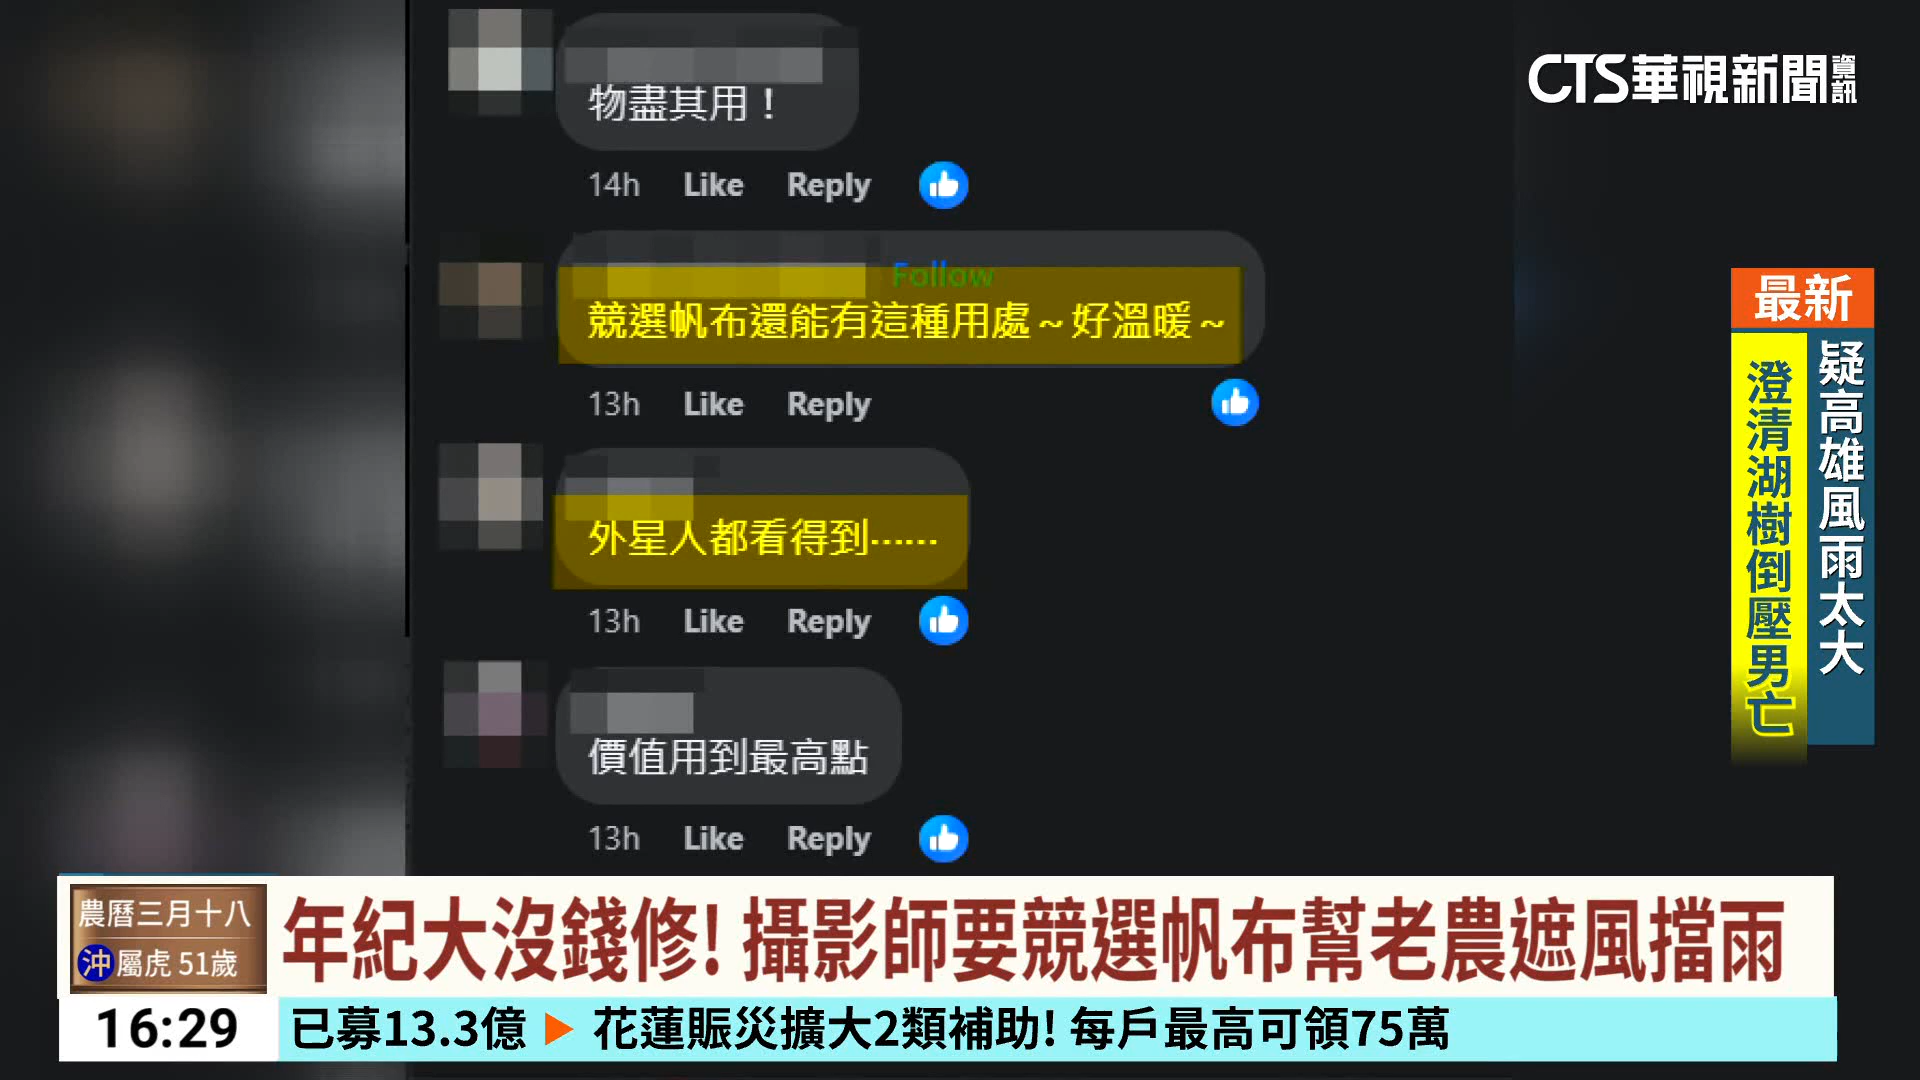 CTS華視新聞資訊
物盡其用！
14h Like Reply
Follow
競選帆布還能有這種用處~好溫暖~
13h Like Reply
外星人都看得到……
13h Like Reply
價值用到最高點
13h Like Reply
最新
疑高雄風雨太大
澄清湖樹倒壓男亡
農曆三月十八
沖屬虎 51歲
年紀大沒錢修! 攝影師要競選帆布幫老農遮風擋雨
16:29
已募13.3億 ▶ 花蓮賑災擴大2類補助! 每戶最高可領75萬